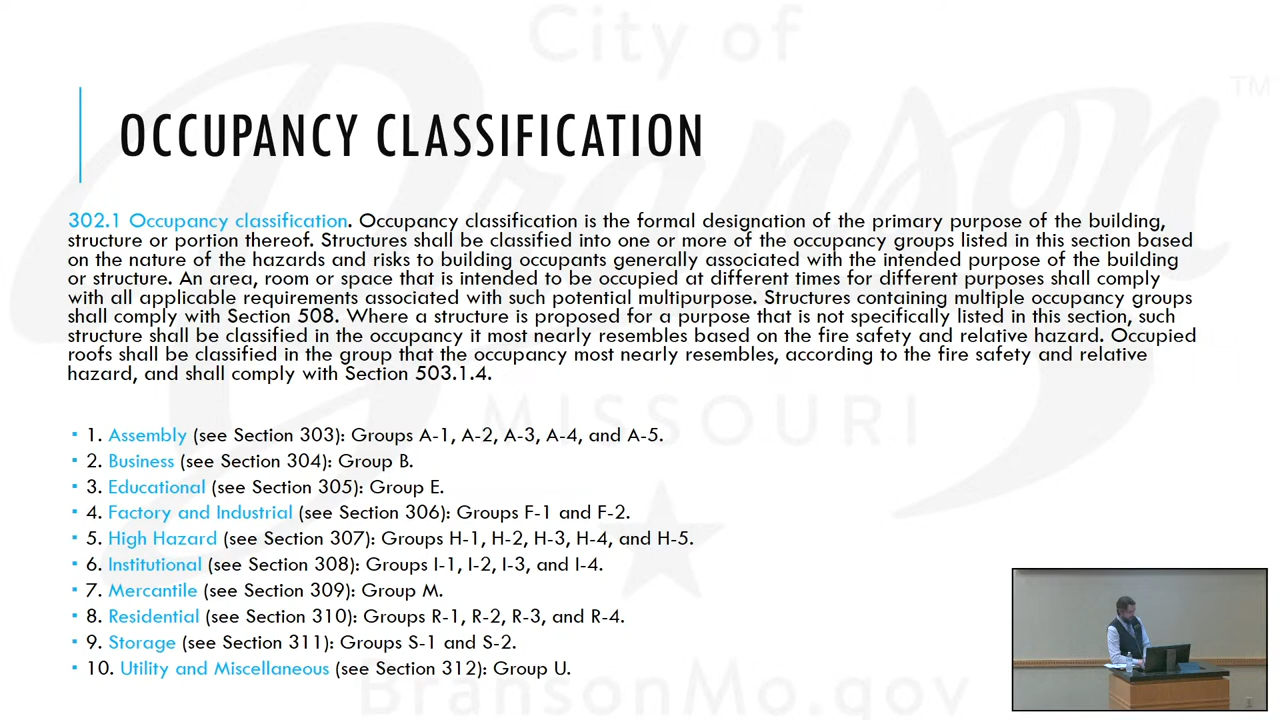 City of
Branson
TM
OCCUPANCY CLASSIFICATION
302.1 Occupancy classification. Occupancy classification is the formal designation of the primary purpose of the building,
structure or portion thereof. Structures shall be classified into one or more of the occupancy groups listed in this section based
on the nature of the hazards and risks to building occupants generally associated with the intended purpose of the building
or structure. An area, room or space that is intended to be occupied at different times for different purposes shall comply
with all applicable requirements associated with such potential multipurpose. Structures containing multiple occupancy groups
shall comply with Section 508. Where a structure is proposed for a purpose that is not specifically listed in this section, such
structure shall be classified in the occupancy it most nearly resembles based on the fire safety and relative hazard. Occupied
roofs shall be classified in the group that the occupancy most nearly resembles, according to the fire safety and relative
hazard, and shall comply with Section 503.1.4.
MISSOURI
▪ 1. Assembly (see Section 303): Groups A-1, A-2, A-3, A-4, and A-5.
▪ 2. Business (see Section 304): Group B.
▪ 3. Educational (see Section 305): Group E.
▪ 4. Factory and Industrial (see Section 306): Groups F-1 and F-2.
▪ 5. High Hazard (see Section 307): Groups H-1, H-2, H-3, H-4, and H-5.
▪ 6. Institutional (see Section 308): Groups I-1, I-2, I-3, and I-4.
▪ 7. Mercantile (see Section 309): Group M.
▪ 8. Residential (see Section 310): Groups R-1, R-2, R-3, and R-4.
▪ 9. Storage (see Section 311): Groups S-1 and S-2.
▪ 10. Utility and Miscellaneous (see Section 312): Group U.
BransonMo.gov